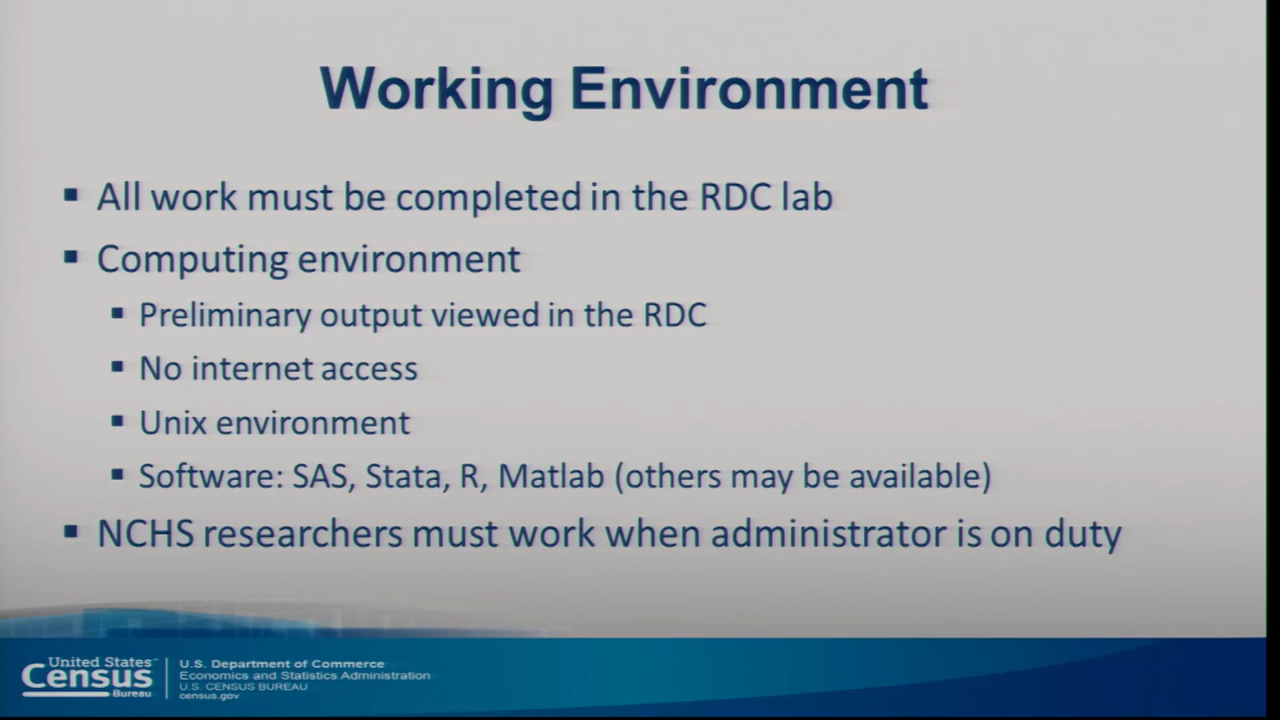 Working Environment
▪ All work must be completed in the RDC lab
▪ Computing environment
▪ Preliminary output viewed in the RDC
▪ No internet access
▪ Unix environment
▪ Software: SAS, Stata, R, Matlab (others may be available)
▪ NCHS researchers must work when administrator is on duty
United States
Census
Bureau
U.S. Department of Commerce
Economics and Statistics Administration
U.S. CENSUS BUREAU
census.gov